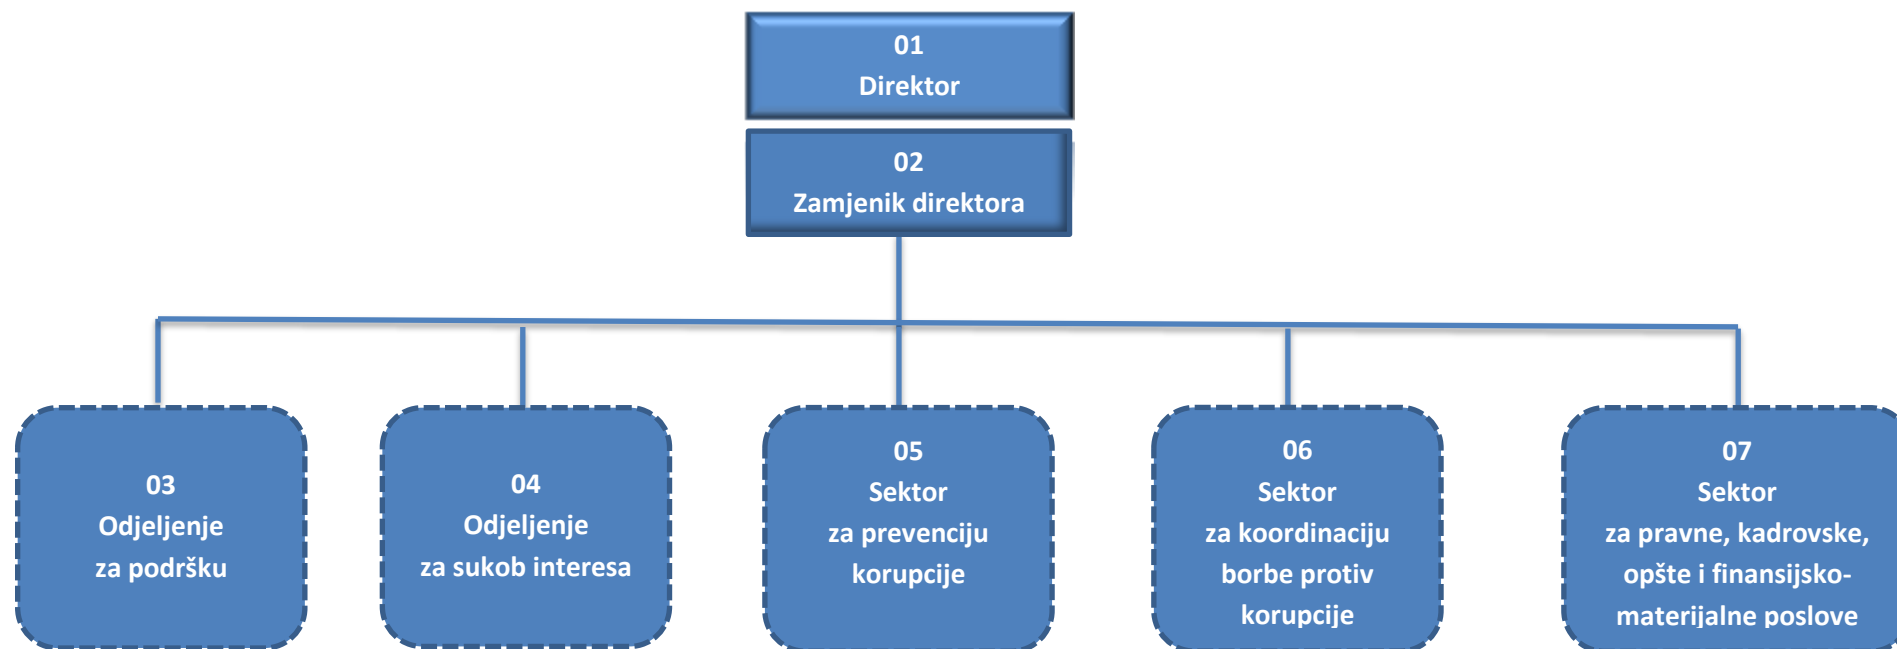 01
Direktor
02
Zamjenik direktora
03
Odjeljenje
za podršku
04
Odjeljenje
za sukob interesa
05
Sektor
za prevenciju
korupcije
06
Sektor
za koordinaciju
borbe protiv
korupcije
07
Sektor
za pravne, kadrovske,
opšte i finansijsko-
materijalne poslove